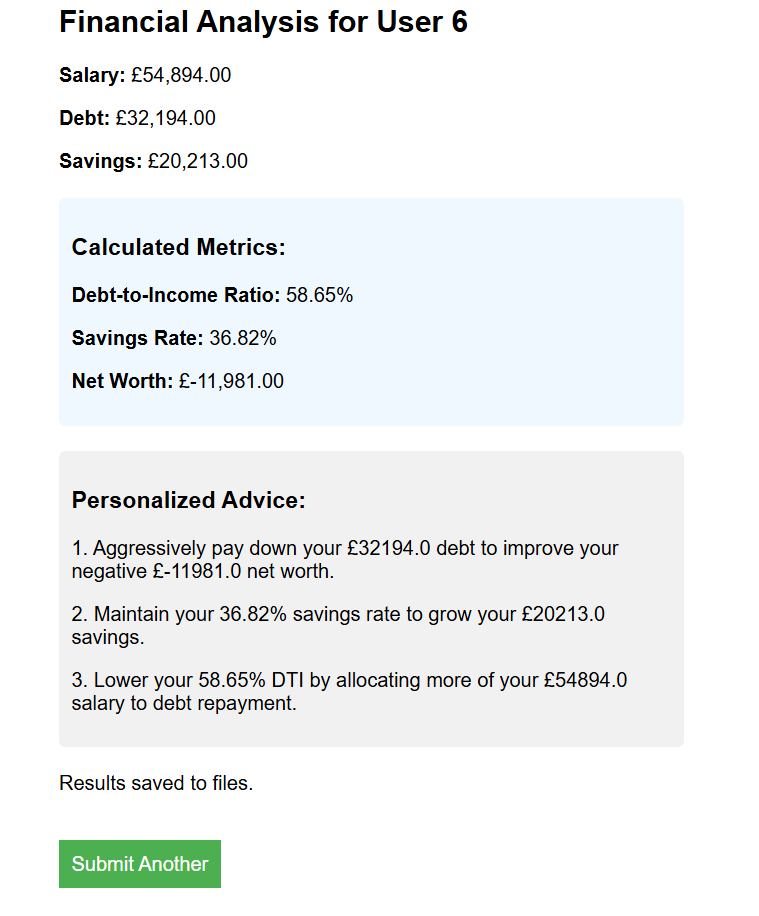 Financial Analysis for User 6
Salary: £54,894.00
Debt: £32,194.00
Savings: £20,213.00
Calculated Metrics:
Debt-to-Income Ratio: 58.65%
Savings Rate: 36.82%
Net Worth: £-11,981.00
Personalized Advice:
1. Aggressively pay down your £32194.0 debt to improve your
negative £-11981.0 net worth.
2. Maintain your 36.82% savings rate to grow your £20213.0
savings.
3. Lower your 58.65% DTI by allocating more of your £54894.0
salary to debt repayment.
Results saved to files.
Submit Another